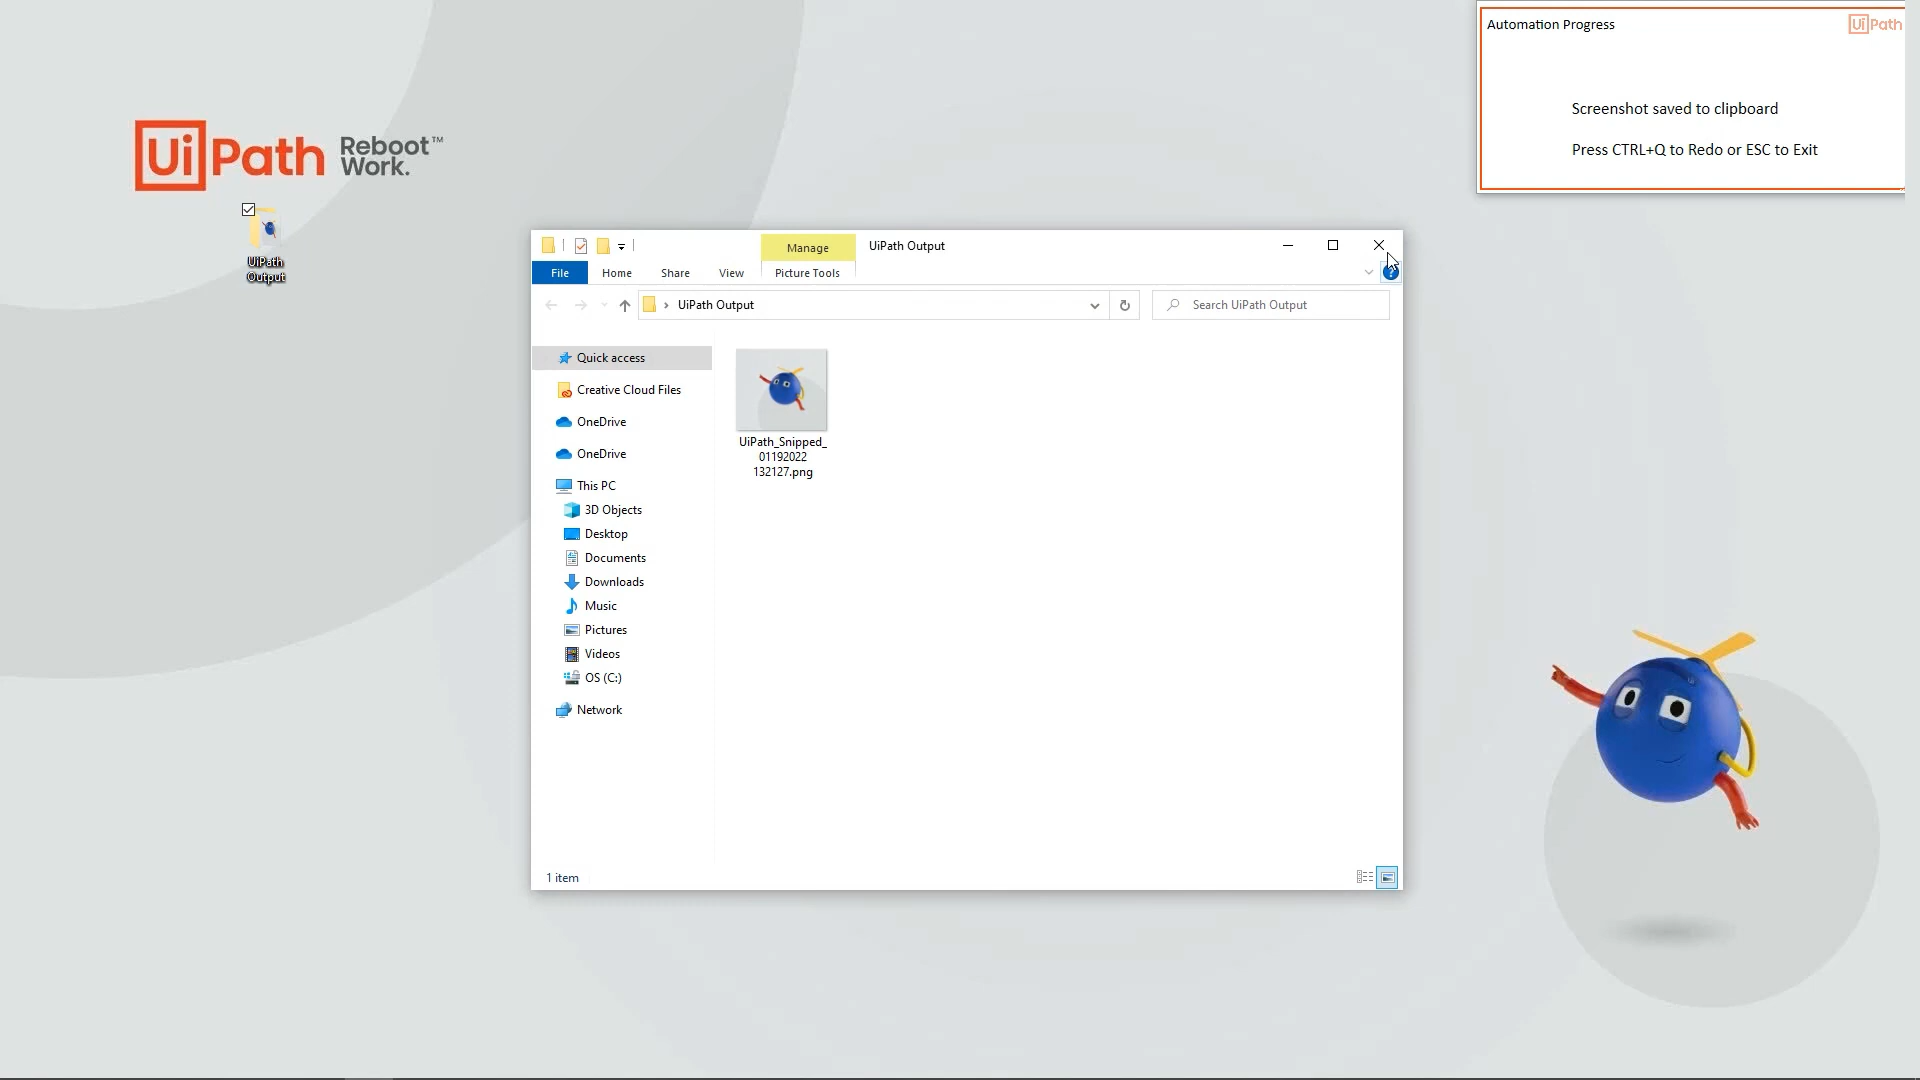 Automation Progress
UiPath
Screenshot saved to clipboard
Press CTRL+Q to Redo or ESC to Exit
UiPath Reboot™
Work.
UiPath
Output
Manage
UiPath Output
File
Home
Share
View
Picture Tools
UiPath Output
Search UiPath Output
Quick access
Creative Cloud Files
OneDrive
OneDrive
This PC
3D Objects
Desktop
Documents
Downloads
Music
Pictures
Videos
OS (C:)
Network
UiPath_Snipped_
01192022
132127.png
1 item